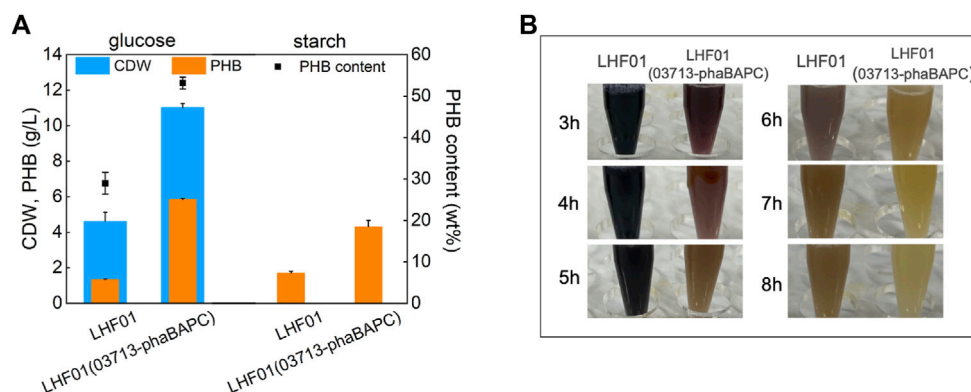 A
glucose starch
CDW PHB PHB content
CDW, PHB (g/L)
14
12
10
8
6
4
2
0
PHB content (wt%)
60
50
40
30
20
10
0
LHF01
LHF01(03713-phaBAPC)
LHF01
LHF01(03713-phaBAPC)
B
LHF01 LHF01
(03713-phaBAPC)
3h
4h
5h
LHF01 LHF01
(03713-phaBAPC)
6h
7h
8h